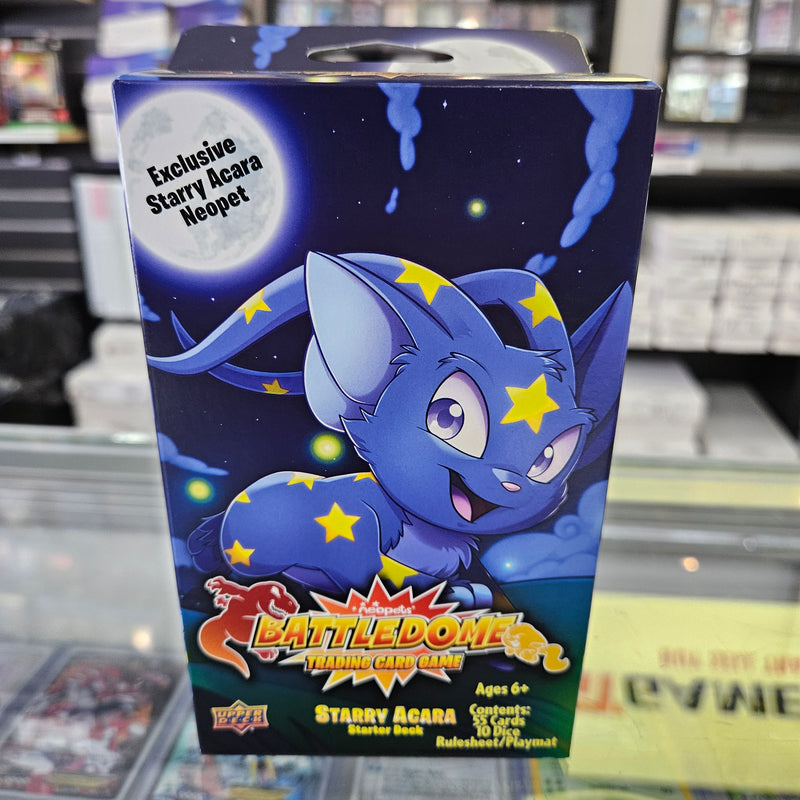 Exclusive
Starry Acara
Neopet
neopets
BATTLEDOME
TRADING CARD GAME
UPPER
DECK
STARRY ACARA
Starter Deck
Ages 6+
Contents:
55 Cards
10 Dice
Rulesheet/Playmat